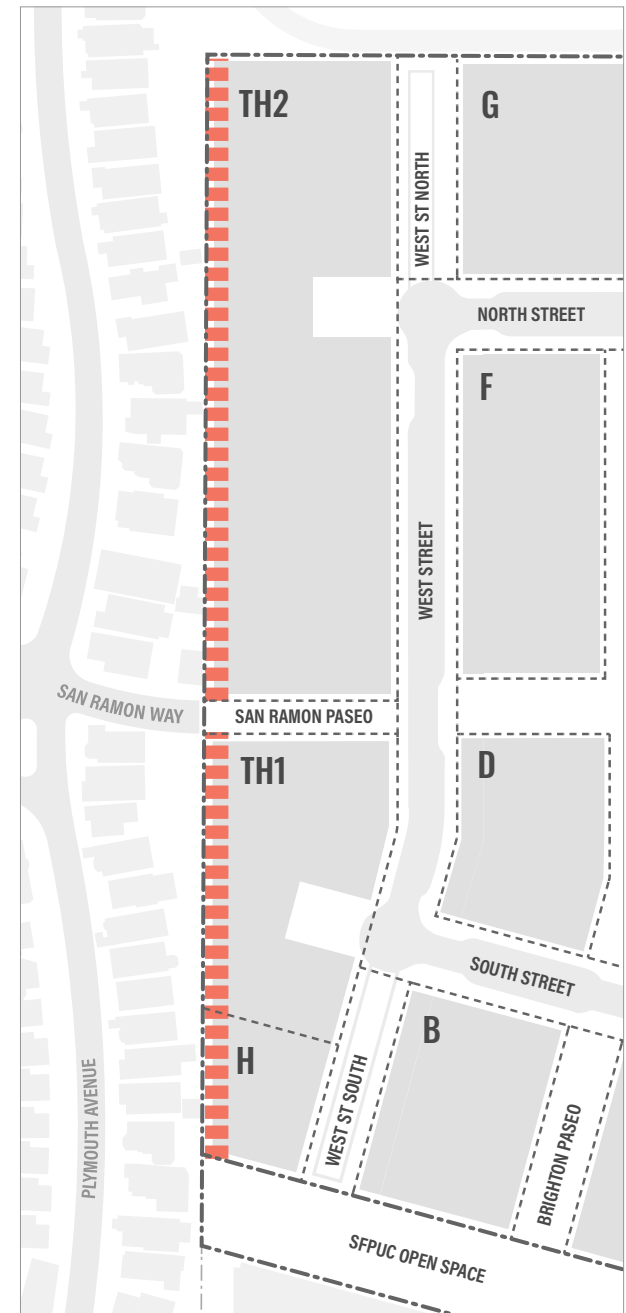 TH2
G
WEST ST NORTH
NORTH STREET
F
WEST STREET
SAN RAMON WAY
SAN RAMON PASEO
TH1
D
SOUTH STREET
B
H
WEST ST SOUTH
PLYMOUTH AVENUE
BRIGHTON PASEO
SFPUC OPEN SPACE